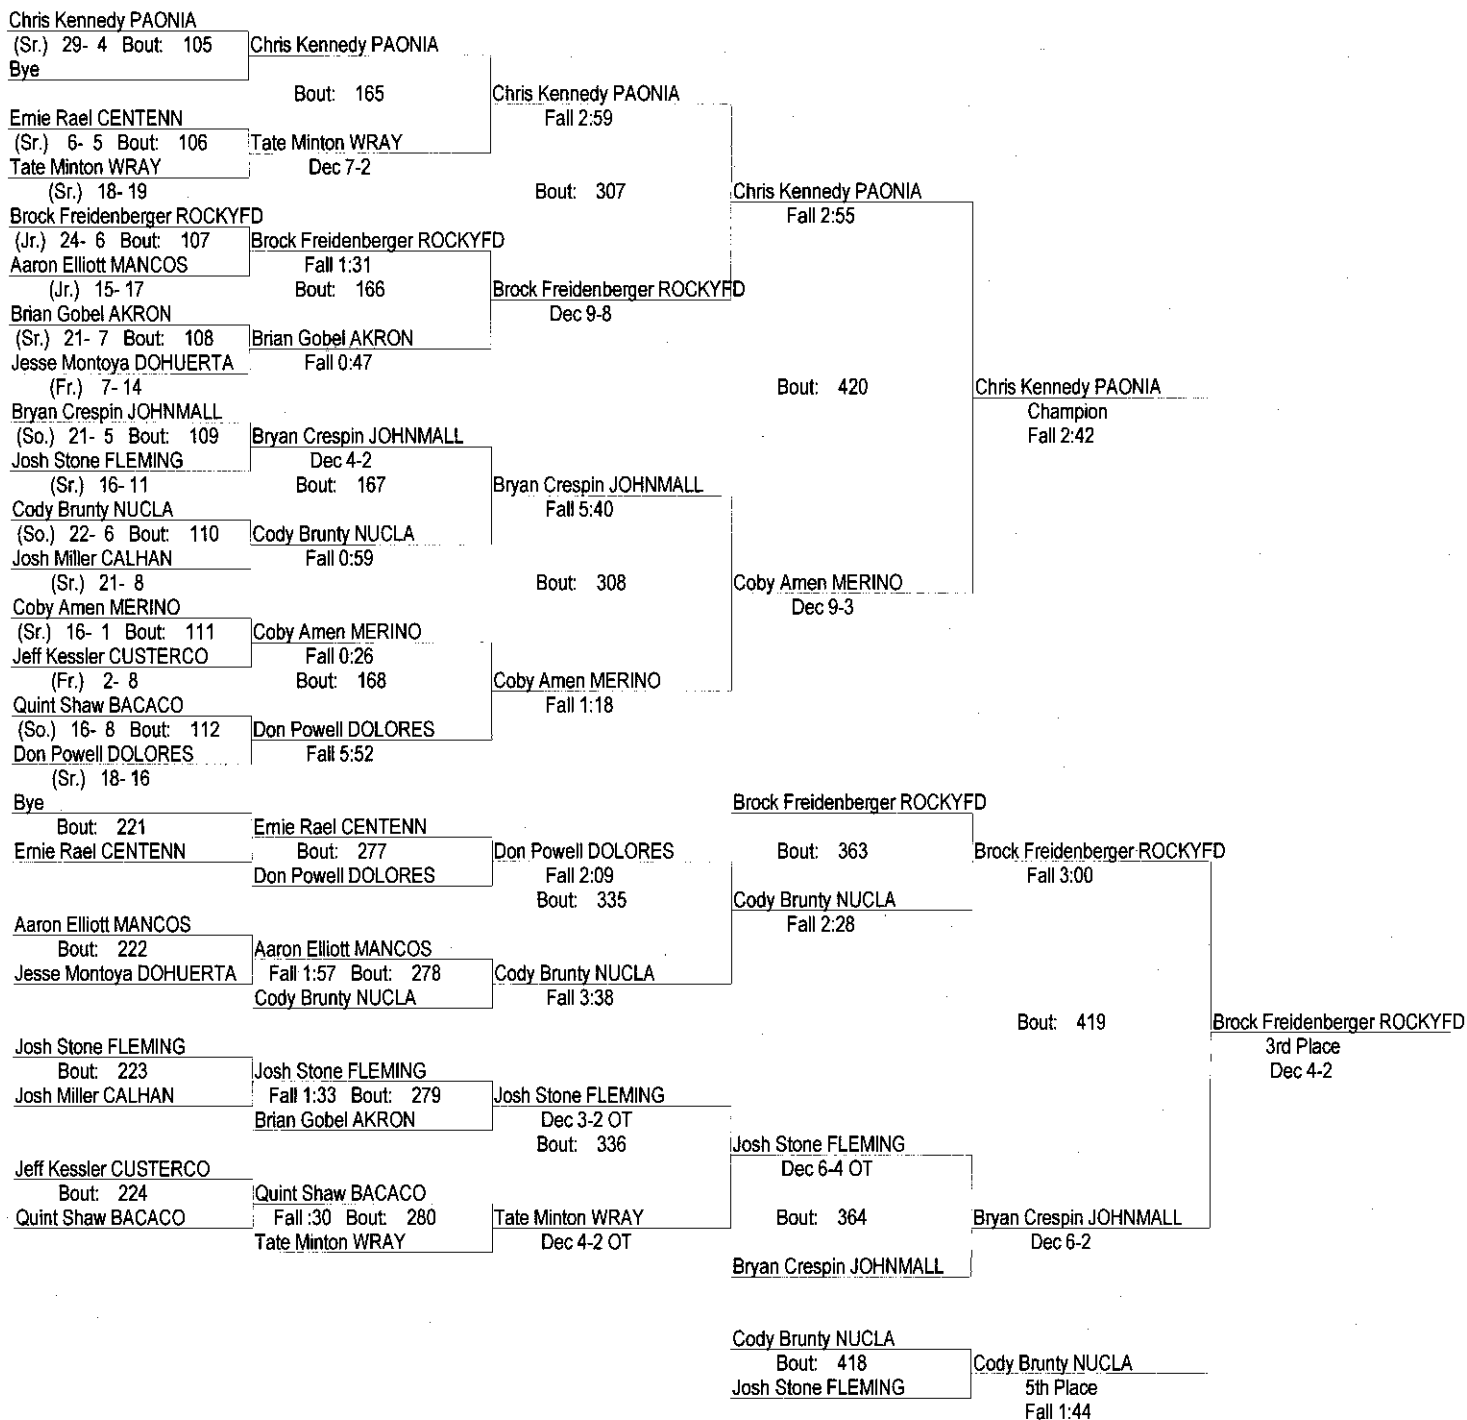 Chris Kennedy PAONIA
(Sr.) 29- 4 Bout: 105 Chris Kennedy PAONIA
Bye
Bout: 165 Chris Kennedy PAONIA
Ernie Rael CENTENN Fall 2:59
(Sr.) 6- 5 Bout: 106 Tate Minton WRAY
Tate Minton WRAY Dec 7-2
(Sr.) 18- 19 Bout: 307 Chris Kennedy PAONIA
Brock Freidenberger ROCKYFD Fall 2:55
(Jr.) 24- 6 Bout: 107 Brock Freidenberger ROCKYFD
Aaron Elliott MANCOS Fall 1:31
(Jr.) 15- 17 Bout: 166 Brock Freidenberger ROCKYFD
Brian Gobel AKRON Dec 9-8
(Sr.) 21- 7 Bout: 108 Brian Gobel AKRON
Jesse Montoya DOHUERTA Fall 0:47
(Fr.) 7- 14 Bout: 420 Chris Kennedy PAONIA
Bryan Crespin JOHNMALL Champion
(So.) 21- 5 Bout: 109 Bryan Crespin JOHNMALL Fall 2:42
Josh Stone FLEMING Dec 4-2
(Sr.) 16- 11 Bout: 167 Bryan Crespin JOHNMALL
Cody Brunty NUCLA Fall 5:40
(So.) 22- 6 Bout: 110 Cody Brunty NUCLA
Josh Miller CALHAN Fall 0:59
(Sr.) 21- 8 Bout: 308 Coby Amen MERINO
Coby Amen MERINO Dec 9-3
(Sr.) 16- 1 Bout: 111 Coby Amen MERINO
Jeff Kessler CUSTERCO Fall 0:26
(Fr.) 2- 8 Bout: 168 Coby Amen MERINO
Quint Shaw BACACO Fall 1:18
(So.) 16- 8 Bout: 112 Don Powell DOLORES
Don Powell DOLORES Fall 5:52
(Sr.) 18- 16
Bye Brock Freidenberger ROCKYFD
Bout: 221 Ernie Rael CENTENN
Ernie Rael CENTENN Bout: 277 Don Powell DOLORES Bout: 363 Brock Freidenberger ROCKYFD
Don Powell DOLORES Fall 2:09 Fall 3:00
Bout: 335 Cody Brunty NUCLA
Aaron Elliott MANCOS Fall 2:28
Bout: 222 Aaron Elliott MANCOS
Jesse Montoya DOHUERTA Fall 1:57 Bout: 278 Cody Brunty NUCLA
Cody Brunty NUCLA Fall 3:38
Bout: 419 Brock Freidenberger ROCKYFD
Josh Stone FLEMING 3rd Place
Bout: 223 Josh Stone FLEMING Dec 4-2
Josh Miller CALHAN Fall 1:33 Bout: 279 Josh Stone FLEMING
Brian Gobel AKRON Dec 3-2 OT
Bout: 336 Josh Stone FLEMING
Jeff Kessler CUSTERCO Dec 6-4 OT
Bout: 224 Quint Shaw BACACO
Quint Shaw BACACO Fall :30 Bout: 280 Tate Minton WRAY Bout: 364 Bryan Crespin JOHNMALL
Tate Minton WRAY Dec 4-2 OT Dec 6-2
Bryan Crespin JOHNMALL
Cody Brunty NUCLA
Bout: 418 Cody Brunty NUCLA
Josh Stone FLEMING 5th Place
Fall 1:44